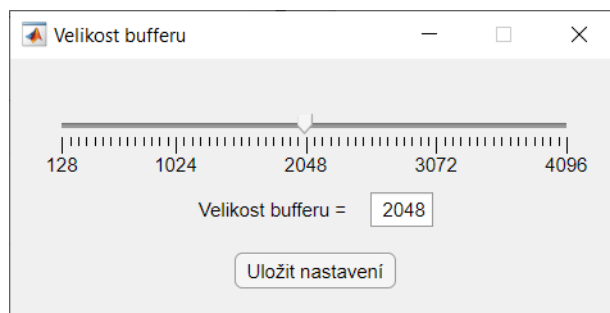 Velikost bufferu
128 1024 2048 3072 4096
Velikost bufferu = 2048
Uložit nastavení